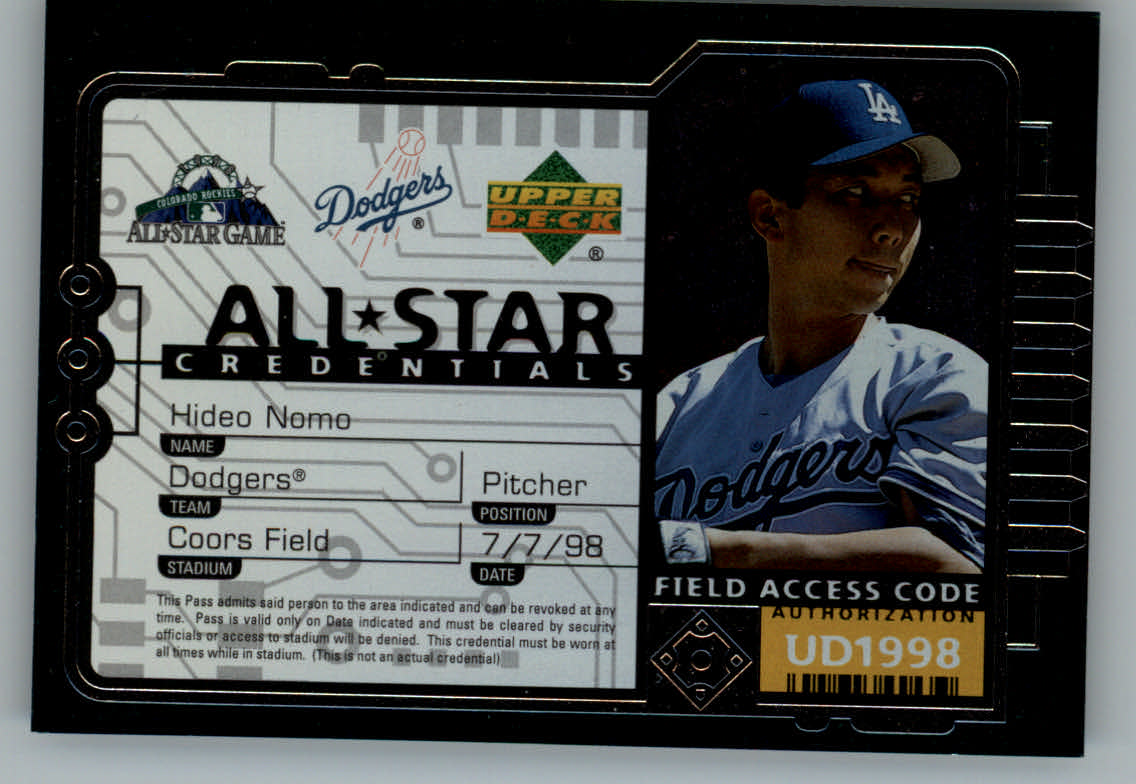 COLORADO ROCKIES
ALL★STAR GAME
Dodgers®
UPPER
D·E·C·K
®
ALL★STAR
CREDENTIALS
Hideo Nomo
NAME
Dodgers®
TEAM
Pitcher
POSITION
Coors Field
STADIUM
7/7/98
DATE
This Pass admits said person to the area indicated and can be revoked at any
time. Pass is valid only on Date indicated and must be cleared by security
officials or access to stadium will be denied. This credential must be worn at
all times while in stadium. (This is not an actual credential)
LA
Dodgers
FIELD ACCESS CODE
AUTHORIZATION
UD1998